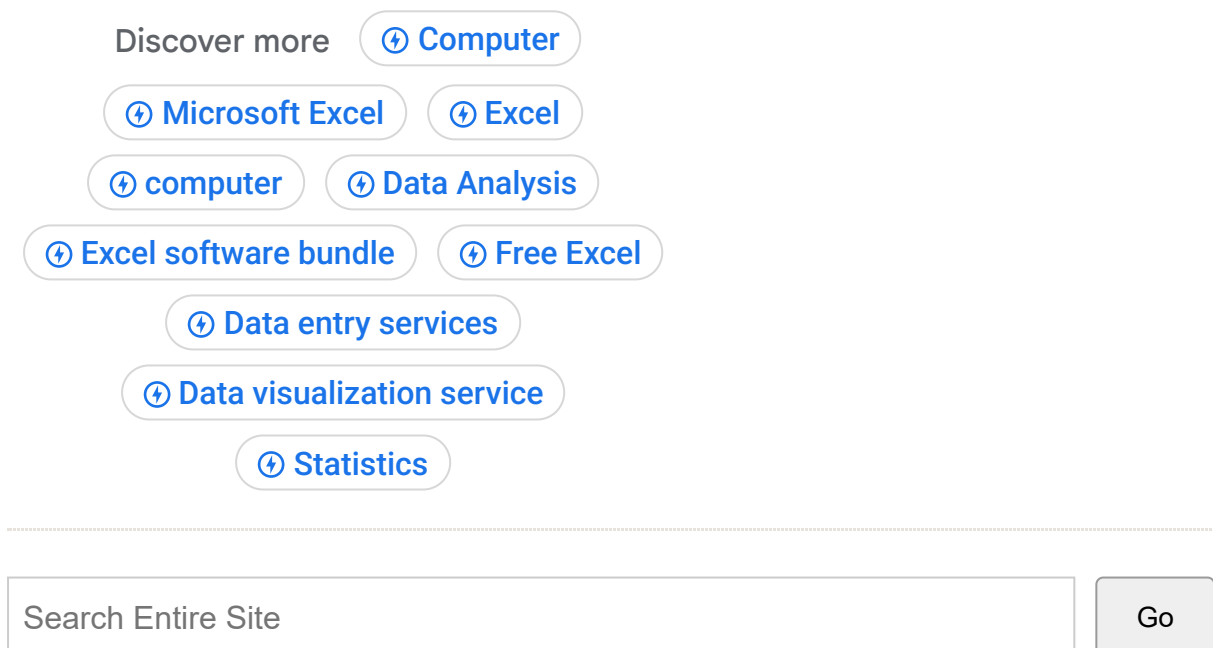 Discover more Computer
Microsoft Excel Excel
computer Data Analysis
Excel software bundle Free Excel
Data entry services
Data visualization service
Statistics
Search Entire Site Go